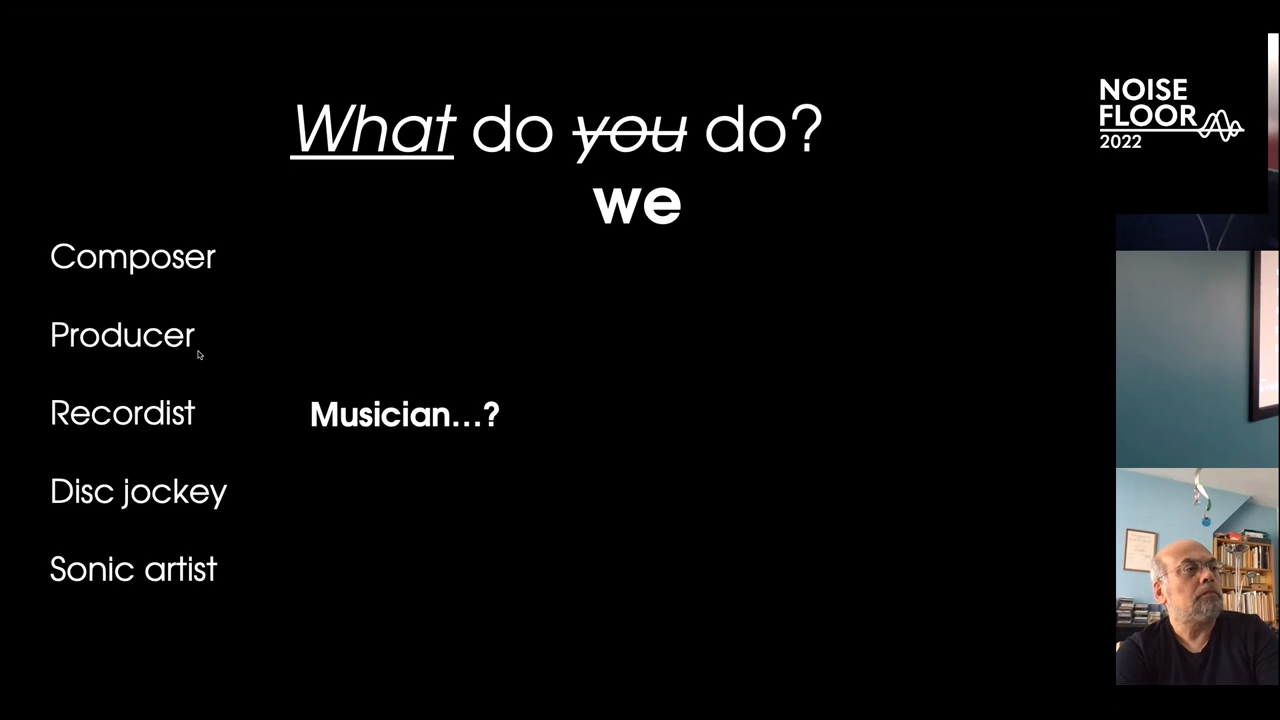 What do you do?
we
NOISE
FLOOR
2022
Composer
Producer
Recordist
Musician...?
Disc jockey
Sonic artist